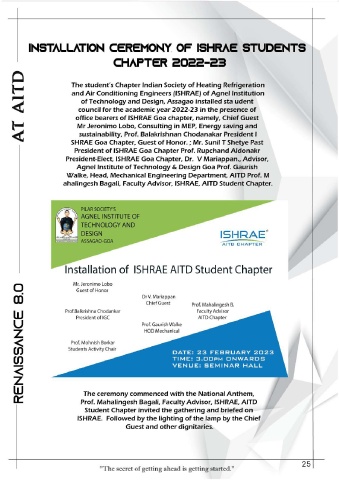 INSTALLATION CEREMONY OF ISHRAE STUDENTS
CHAPTER 2022-23
AT AITD
The student's Chapter Indian Society of Heating Refrigeration
and Air Conditioning Engineers (ISHRAE) of Agnel Institution
of Technology and Design, Assagao installed sta udent
council for the academic year 2022-23 in the presence of
office bearers of ISHRAE Goa chapter, namely, Chief Guest
Mr Jeronimo Lobo, Consulting in MEP, Energy saving and
sustainability, Prof. Balakrishnan Chodanakar President I
SHRAE Goa Chapter, Guest of Honor. ; Mr. Sunil T Shetye Past
President of ISHRAE Goa Chapter Prof. Rupchand Aldonakr
President-Elect, ISHRAE Goa Chapter, Dr. V Mariappan., Advisor,
Agnel Institute of Technology & Design Goa Prof. Gaurish
Walke, Head, Mechanical Engineering Department. AITD Prof. M
ahalingesh Bagali, Faculty Advisor, ISHRAE, AITD Student Chapter.
PILAR SOCIETY'S
AGNEL INSTITUTE OF
TECHNOLOGY AND
DESIGN
ASSAGAO-GOA
ISHRAE
AITD CHAPTER
Installation of ISHRAE AITD Student Chapter
Mr. Jeronimo Lobo
Guest of Honor
Dr V. Mariappan
Chief Guest
Prof.Balkrishna Chodankar
President of IGC
Prof. Mahalingesh B.
Faculty Advisor
AITD Chapter
Prof. Gaurish Walke
HOD Mechanical
Prof. Mohnish Borkar
Students Activity Chair
DATE: 23 FEBRUARY 2023
TIME: 3.00PM ONWARDS
VENUE: SEMINAR HALL
RENAISSANCE 8.0
The ceremony commenced with the National Anthem,
Prof. Mahalingesh Bagali, Faculty Advisor, ISHRAE, AITD
Student Chapter invited the gathering and briefed on
ISHRAE. Followed by the lighting of the lamp by the Chief
Guest and other dignitaries.
25
"The secret of getting ahead is getting started."